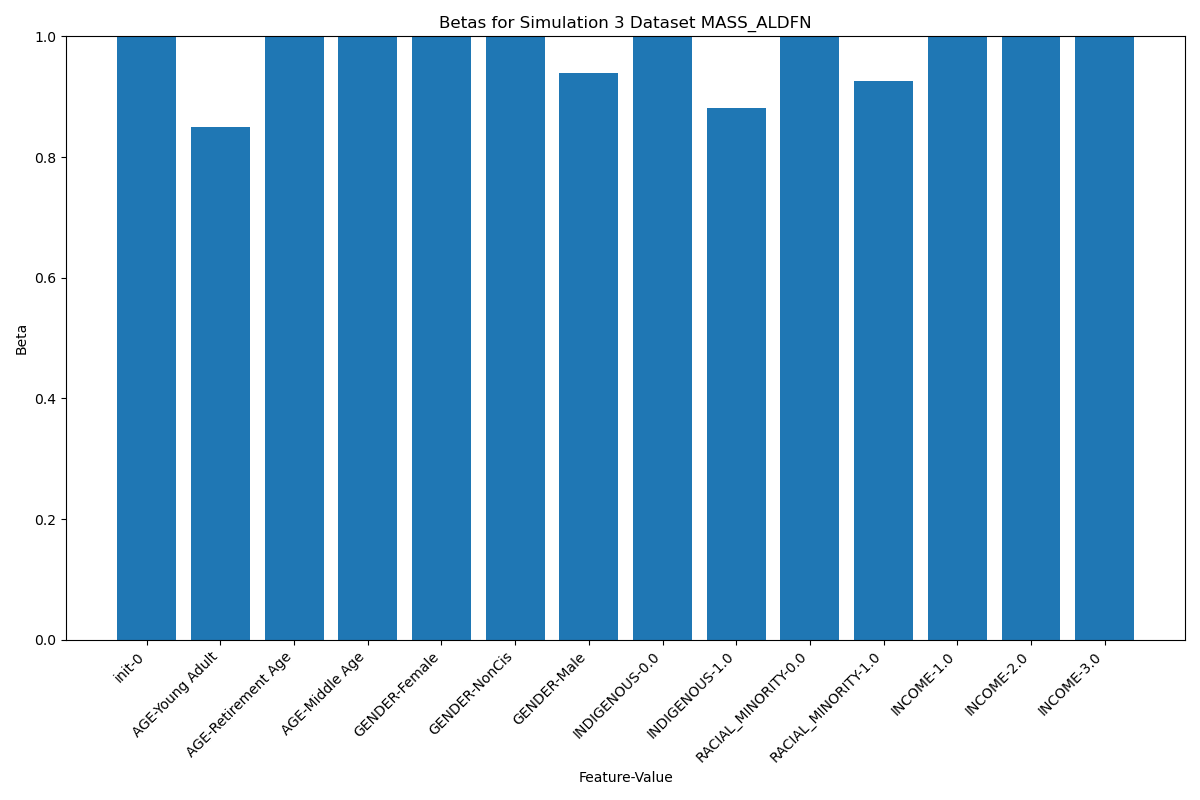 Betas for Simulation 3 Dataset MASS_ALDFN
1.0
0.8
0.6
0.4
0.2
0.0
Beta
init-0
AGE-Young Adult
AGE-Retirement Age
AGE-Middle Age
GENDER-Female
GENDER-NonCis
GENDER-Male
INDIGENOUS-0.0
INDIGENOUS-1.0
RACIAL_MINORITY-0.0
RACIAL_MINORITY-1.0
INCOME-1.0
INCOME-2.0
INCOME-3.0
Feature-Value